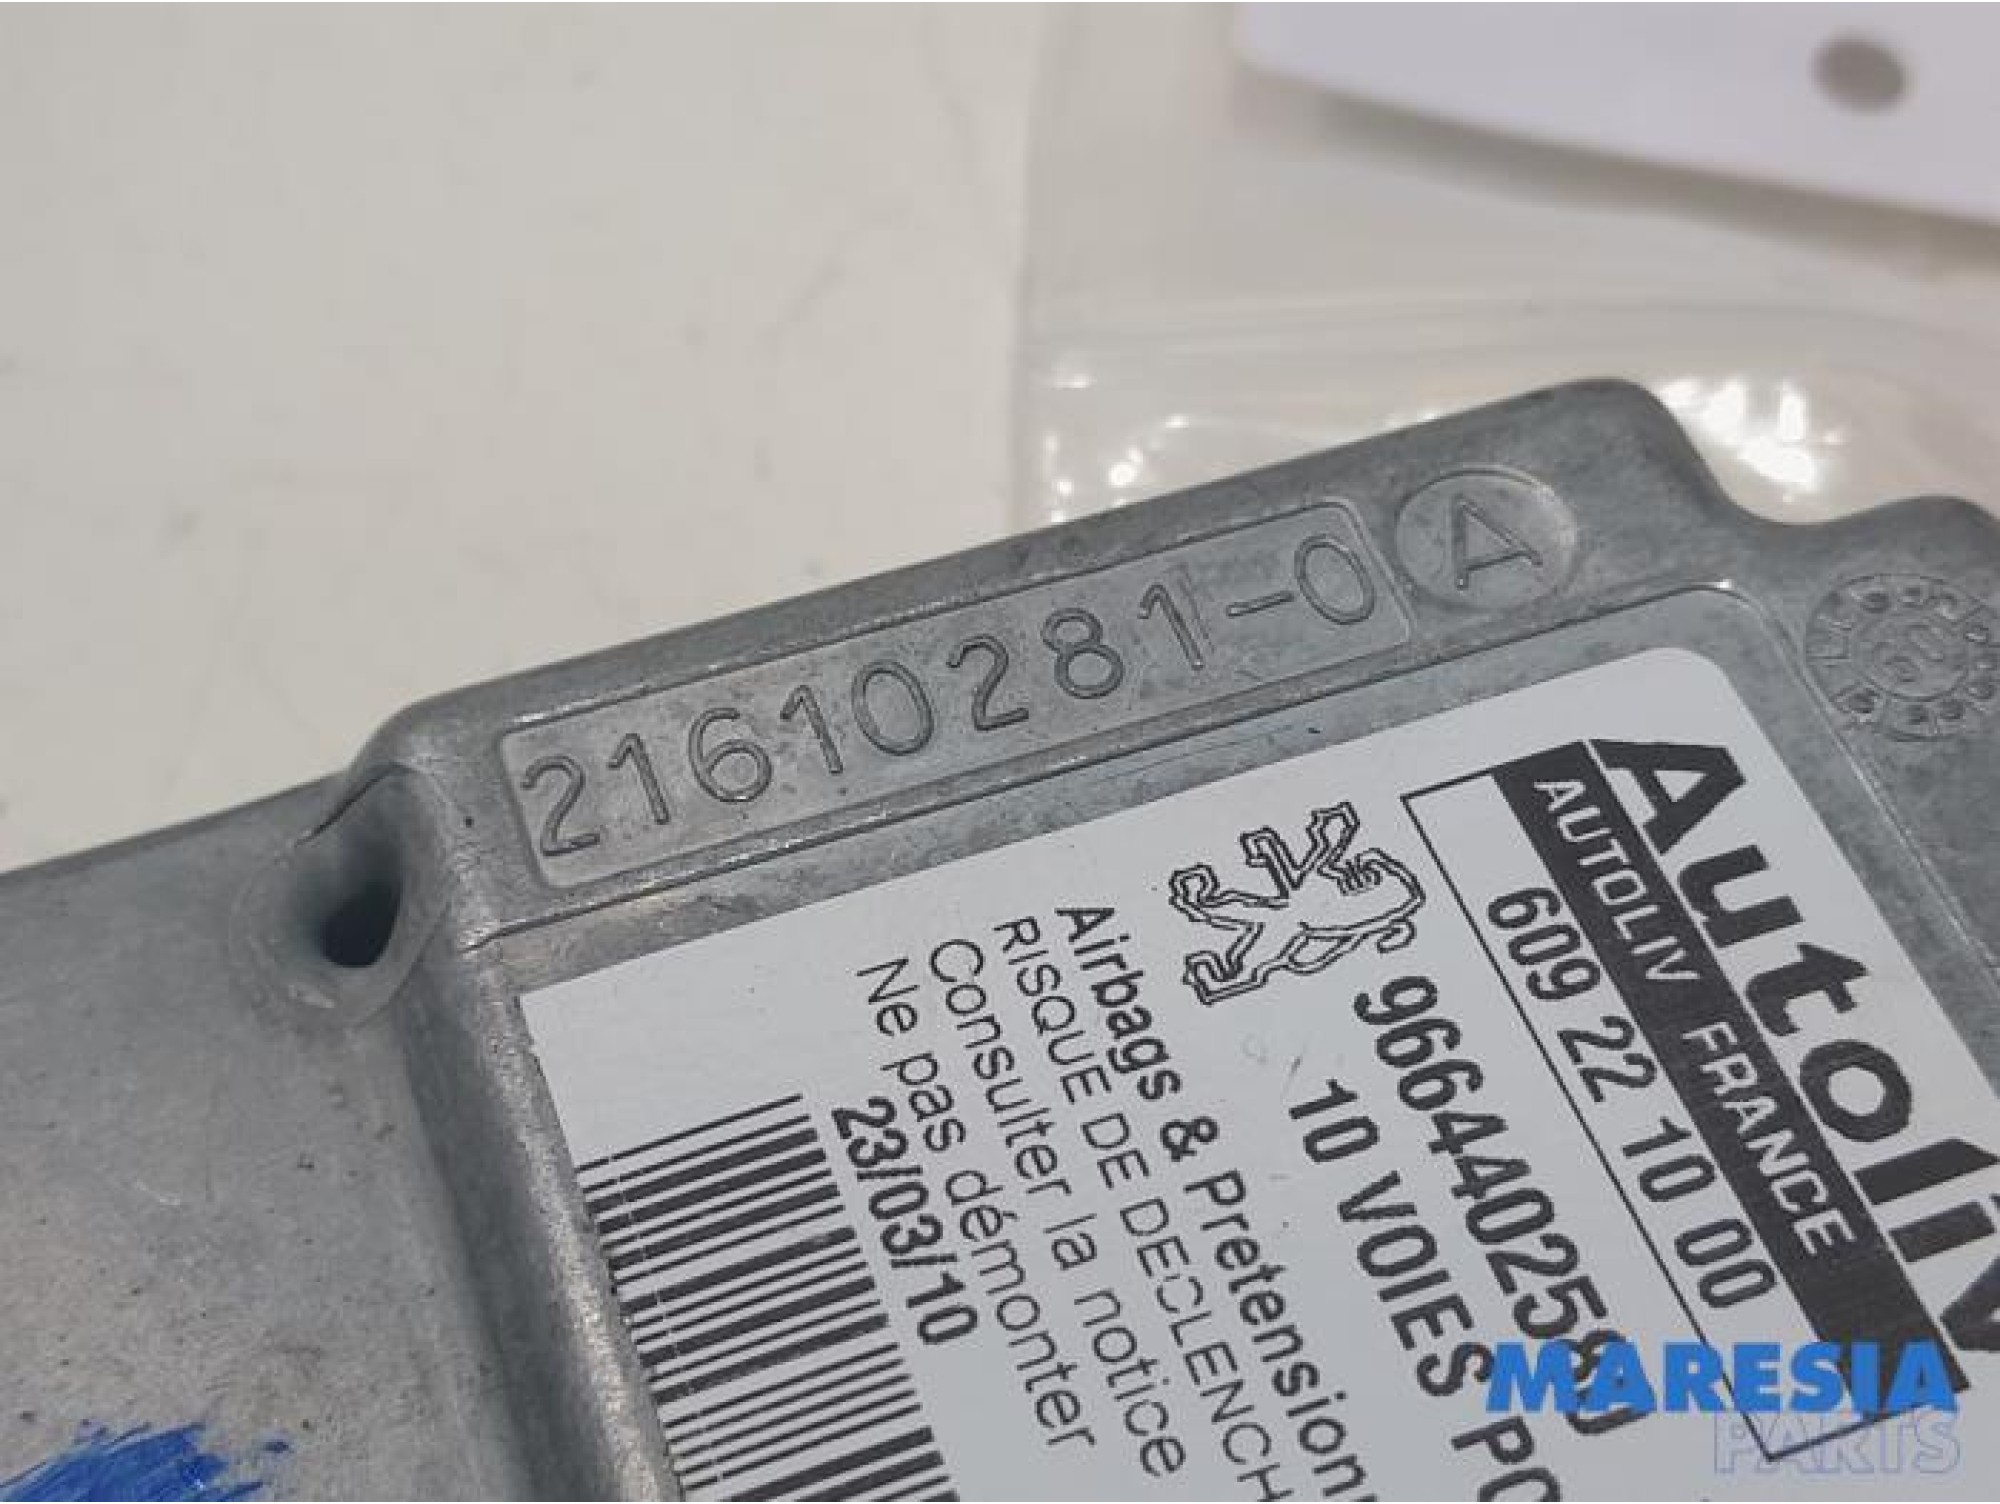 21610281-0
A
Autoliv
AUTOLIV FRANCE
609 22 10 00
10 VOIES
Airbags & Pretension
RISQUE DE DECLENCH
Consulter la notice
Ne pas démonter
23/03/10
MARESIA
PARTS